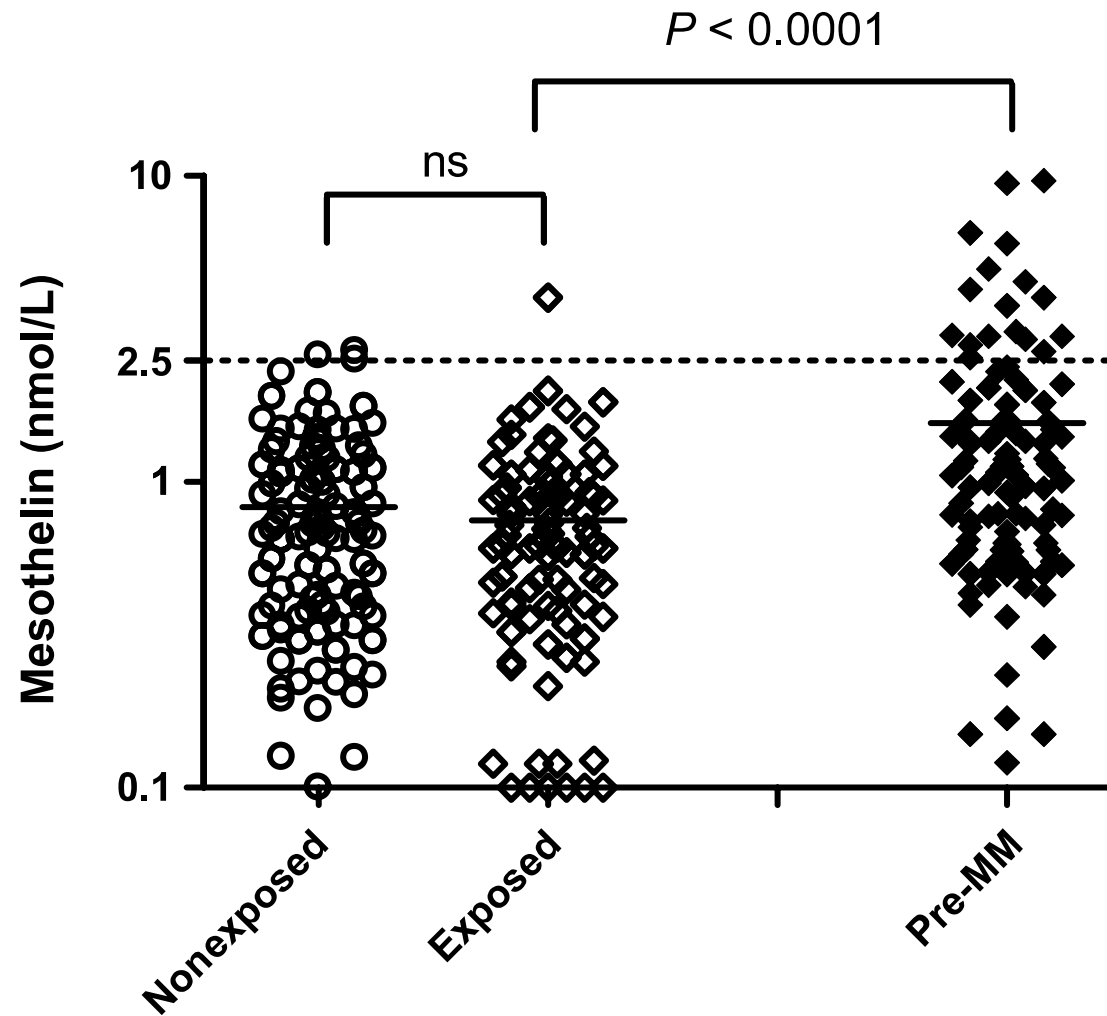 P < 0.0001
ns
10
2.5
1
0.1
Mesothelin (nmol/L)
Nonexposed
Exposed
Pre-MM